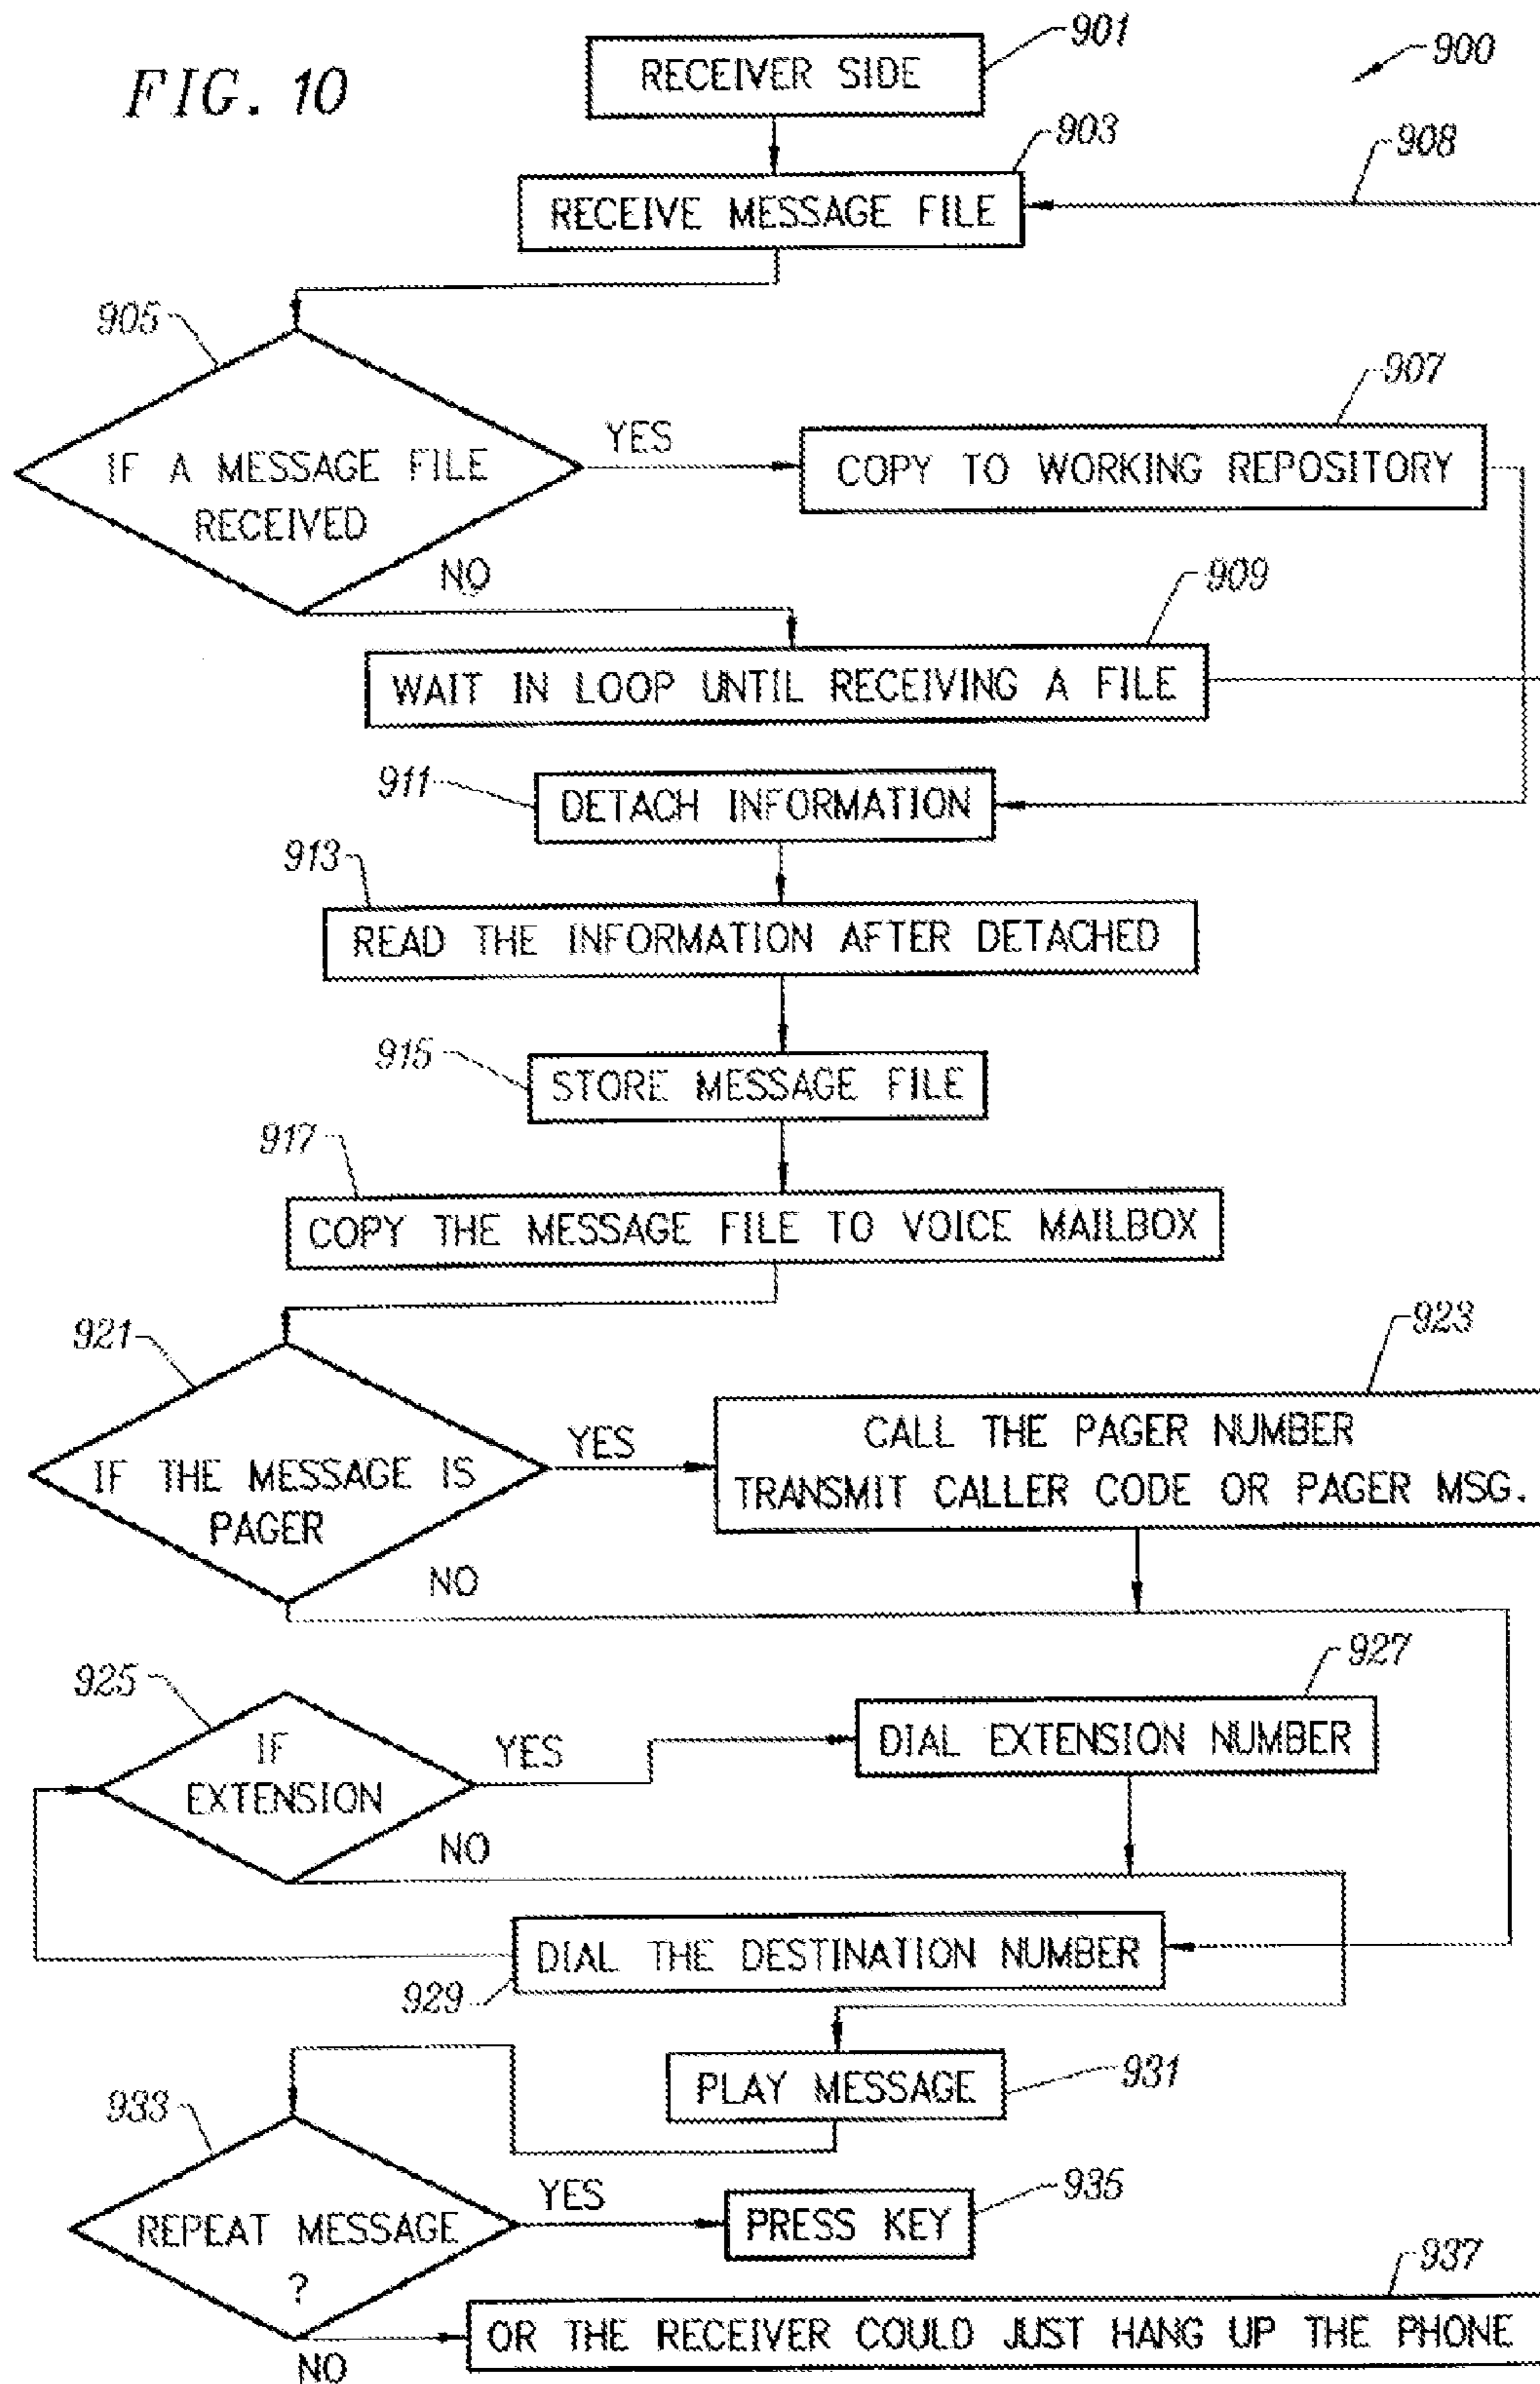 FIG. 10
RECEIVER SIDE
901
900
903
908
RECEIVE MESSAGE FILE
905
907
IF A MESSAGE FILE
RECEIVED
YES
COPY TO WORKING REPOSITORY
NO
909
WAIT IN LOOP UNTIL RECEIVING A FILE
911
DETACH INFORMATION
913
READ THE INFORMATION AFTER DETACHED
915
STORE MESSAGE FILE
917
COPY THE MESSAGE FILE TO VOICE MAILBOX
921
923
IF THE MESSAGE IS
PAGER
YES
CALL THE PAGER NUMBER
TRANSMIT CALLER CODE OR PAGER MSG.
NO
925
927
IF
EXTENSION
YES
DIAL EXTENSION NUMBER
NO
DIAL THE DESTINATION NUMBER
929
PLAY MESSAGE
931
933
REPEAT MESSAGE
?
YES
PRESS KEY
935
937
NO
OR THE RECEIVER COULD JUST HANG UP THE PHONE